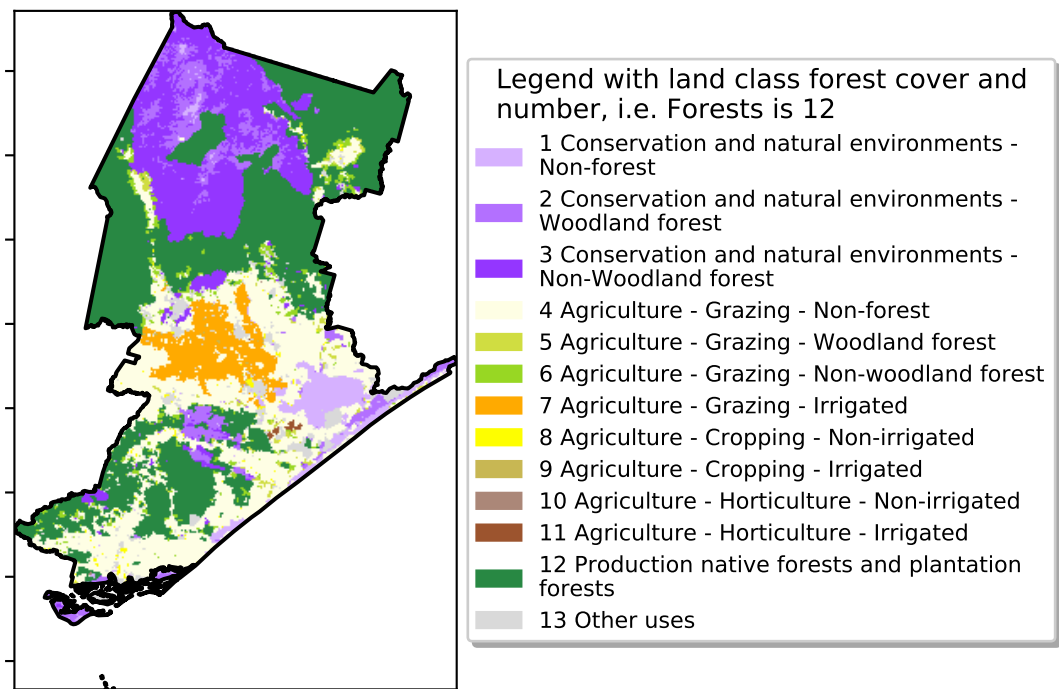 Legend with land class forest cover and
number, i.e. Forests is 12
1 Conservation and natural environments -
Non-forest
2 Conservation and natural environments -
Woodland forest
3 Conservation and natural environments -
Non-Woodland forest
4 Agriculture - Grazing - Non-forest
5 Agriculture - Grazing - Woodland forest
6 Agriculture - Grazing - Non-woodland forest
7 Agriculture - Grazing - Irrigated
8 Agriculture - Cropping - Non-irrigated
9 Agriculture - Cropping - Irrigated
10 Agriculture - Horticulture - Non-irrigated
11 Agriculture - Horticulture - Irrigated
12 Production native forests and plantation
forests
13 Other uses